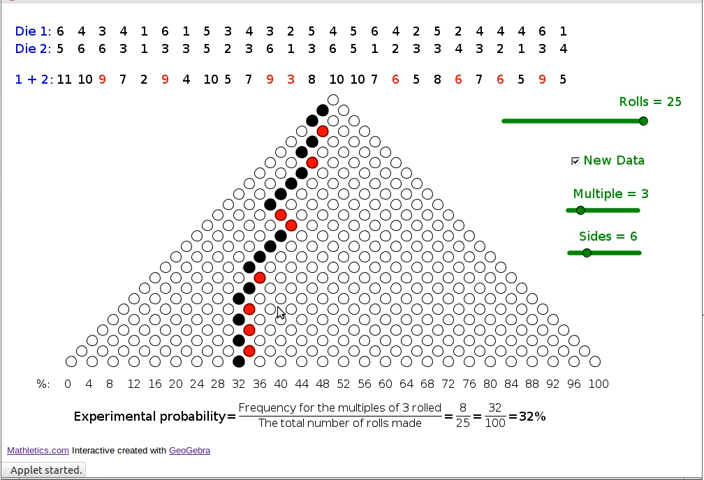 Die 1: 6 4 3 4 1 6 1 5 4 3 2 5 4 5 6 4 2 5 2 4 4 4 6 1
Die 2: 5 6 6 3 1 3 3 5 2 3 6 1 3 6 5 1 2 3 3 4 3 2 1 3 4
1 + 2: 11 10 9 7 2 9 4 10 5 7 9 3 8 10 10 7 6 5 8 6 7 6 5 9 5
Rolls = 25
New Data
Multiple = 3
Sides = 6
%: 0 4 8 12 16 20 24 28 32 36 40 44 48 52 56 60 64 68 72 76 80 84 88 92 96 100
Experimental probability= Frequency for the multiples of 3 rolled / The total number of rolls made = 8/25 = 32/100 =32%
Mathletics.com Interactive created with GeoGebra
Applet started.